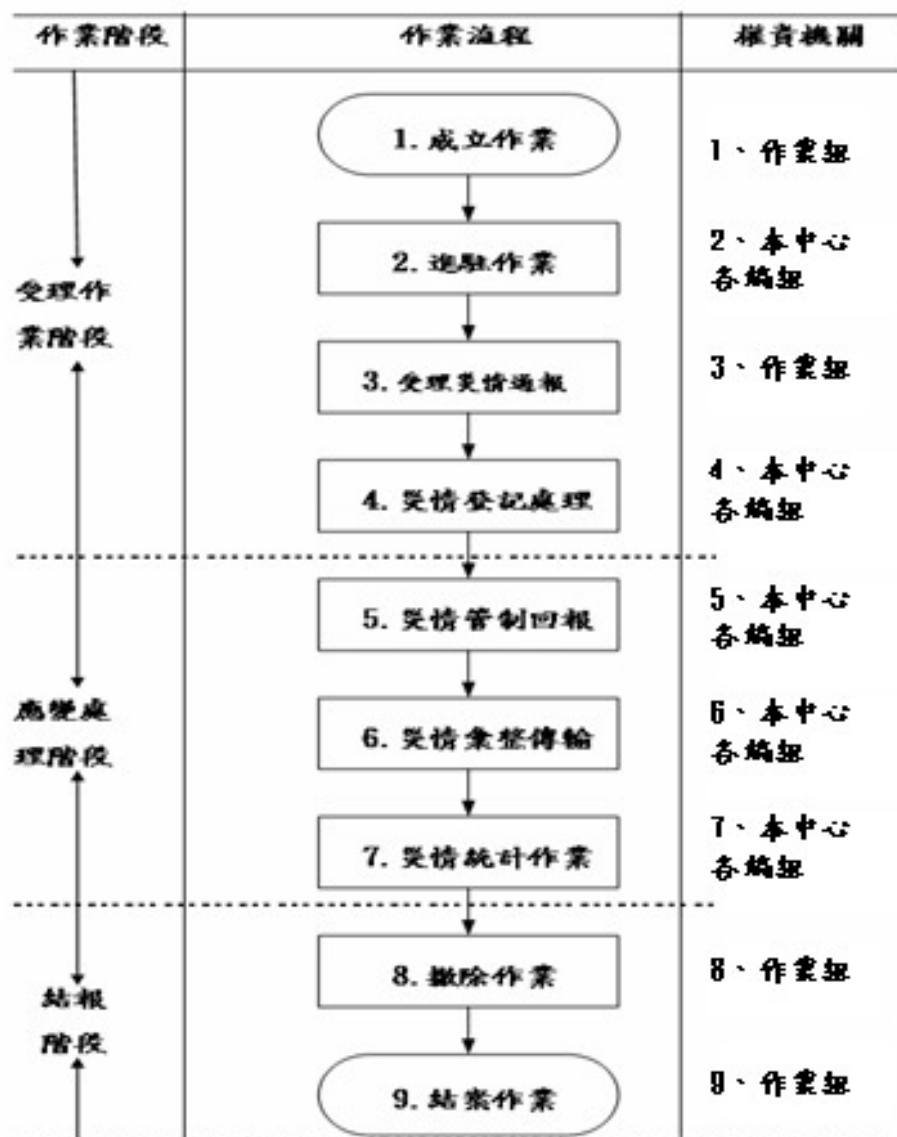 作業階段
作業流程
權責機關
1. 成立作業
1、作業組
2. 進駐作業
2、本中心
各編組
受理作
業階段
3. 受理災情通報
3、作業組
4. 災情登記處理
4、本中心
各編組
5. 災情管制回報
5、本中心
各編組
應變處
理階段
6. 災情彙整傳輸
6、本中心
各編組
7. 災情統計作業
7、本中心
各編組
8. 撤除作業
8、作業組
結報
階段
9. 結案作業
9、作業組